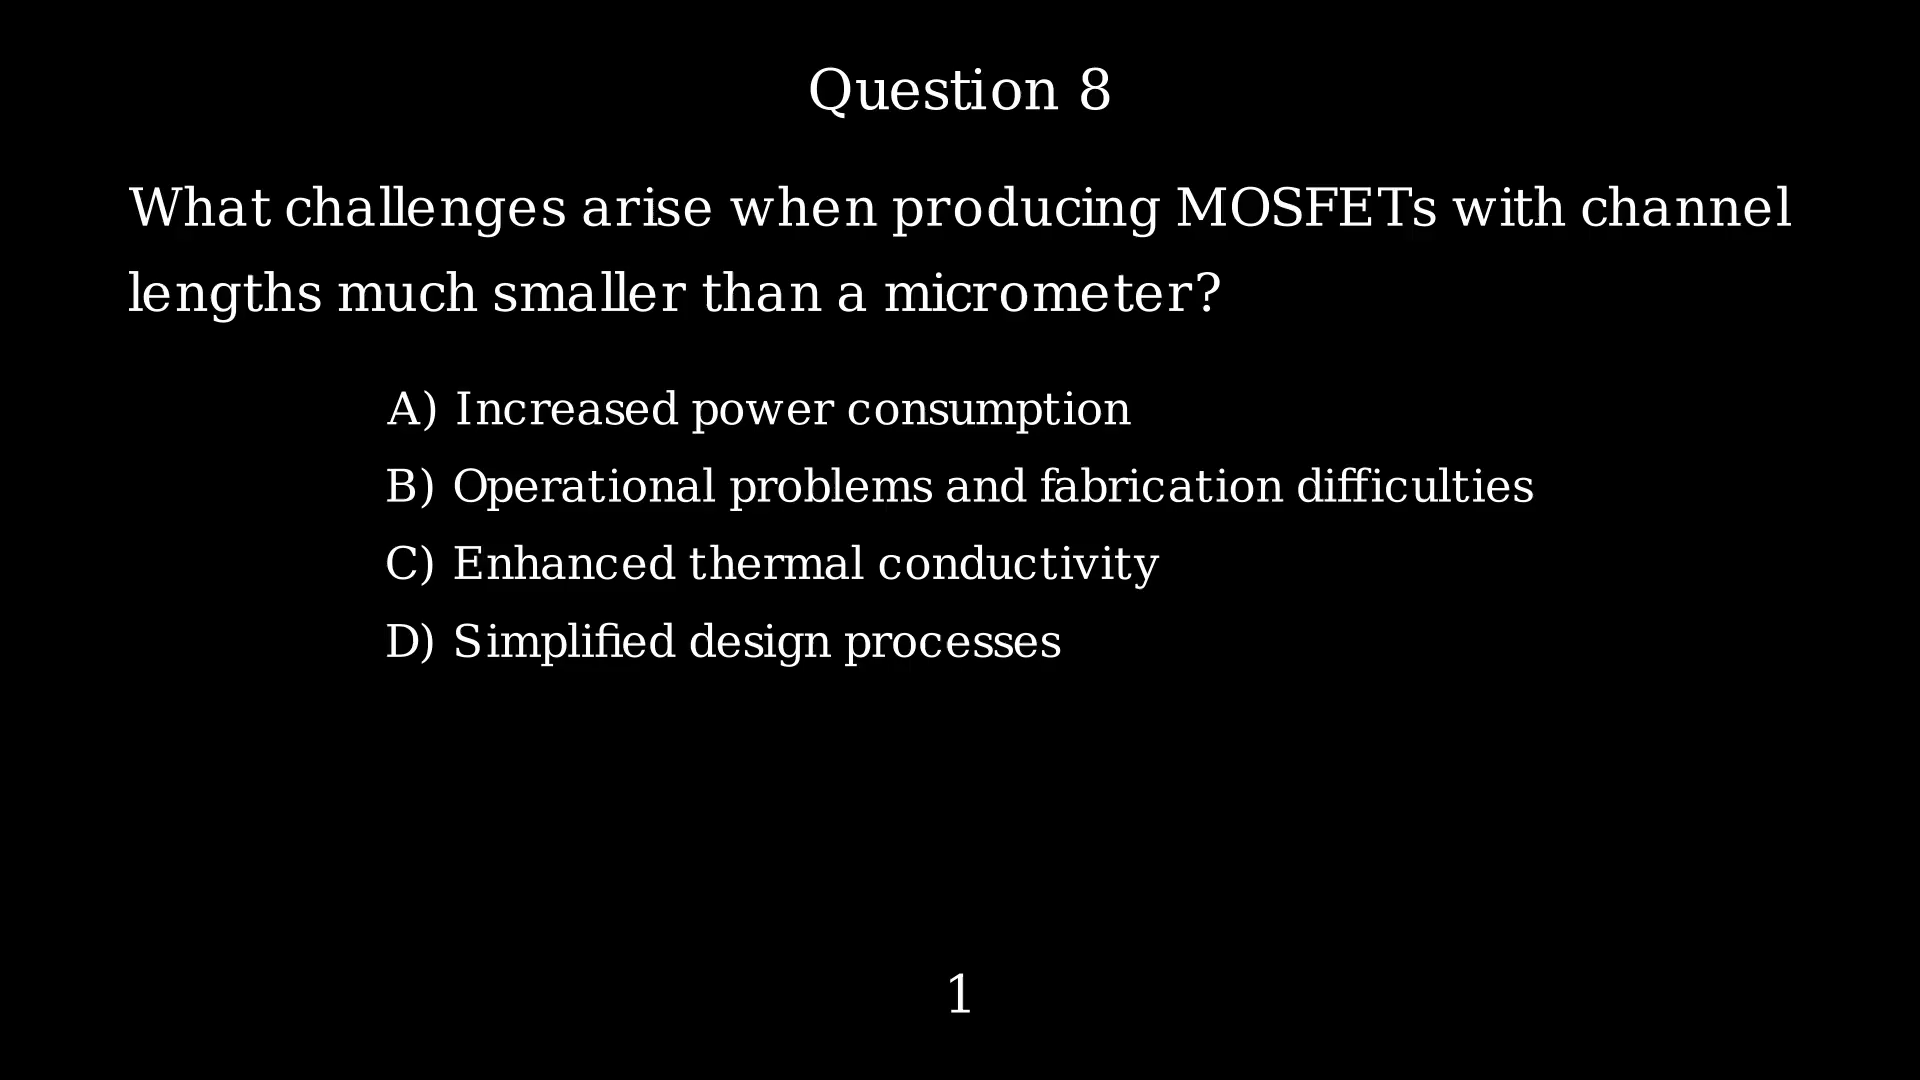 Question 8
What challenges arise when producing MOSFETs with channel
lengths much smaller than a micrometer?
A) Increased power consumption
B) Operational problems and fabrication difficulties
C) Enhanced thermal conductivity
D) Simplified design processes
1